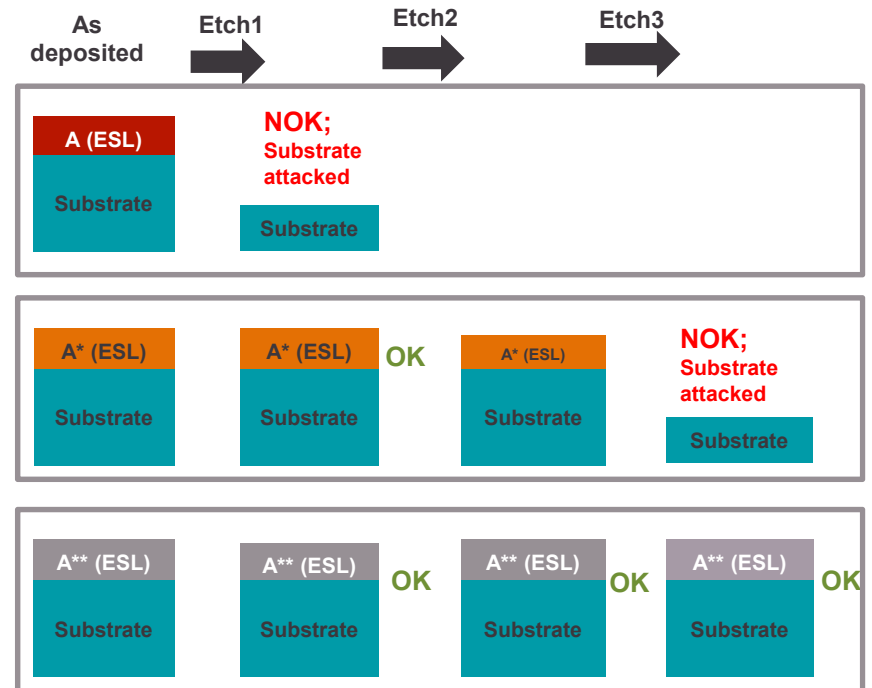 As
deposited
Etch1
Etch2
Etch3
A (ESL)
Substrate
NOK;
Substrate
attacked
Substrate
A* (ESL)
Substrate
A* (ESL)
Substrate
OK
A* (ESL)
Substrate
NOK;
Substrate
attacked
Substrate
A** (ESL)
Substrate
A** (ESL)
Substrate
OK
A** (ESL)
Substrate
OK
A** (ESL)
Substrate
OK